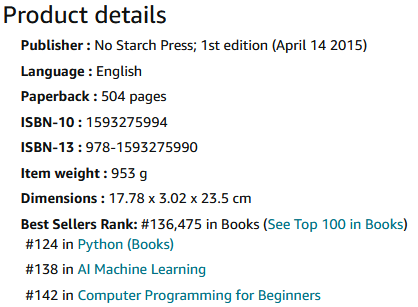 Product details
Publisher : No Starch Press; 1st edition (April 14 2015)
Language : English
Paperback : 504 pages
ISBN-10 : 1593275994
ISBN-13 : 978-1593275990
Item weight : 953 g
Dimensions : 17.78 x 3.02 x 23.5 cm
Best Sellers Rank: #136,475 in Books (See Top 100 in Books)
#124 in Python (Books)
#138 in AI Machine Learning
#142 in Computer Programming for Beginners